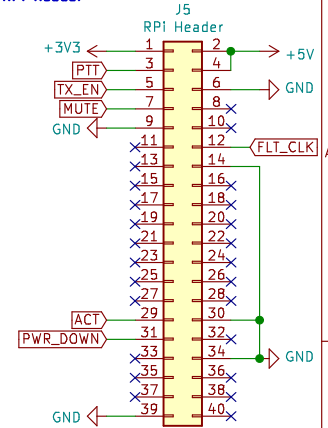 J5
RPi Header
+3V3 1 2 +5V
PTT 3 4
TX_EN 5 6 GND
MUTE 7 8
GND 9 10
11 12 FLT_CLK
13 14
15 16
17 18
19 20
21 22
23 24
25 26
27 28
ACT 29 30
PWR_DOWN 31 32
33 34 GND
35 36
37 38
GND 39 40